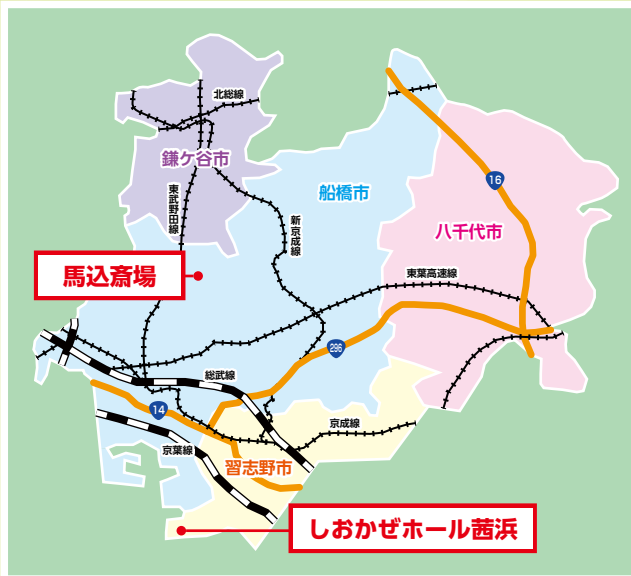 北総線
鎌ケ谷市
東武野田線
新京成線
船橋市
16
八千代市
馬込斎場
東葉高速線
296
総武線
14
京成線
京葉線
習志野市
しおかぜホール茜浜